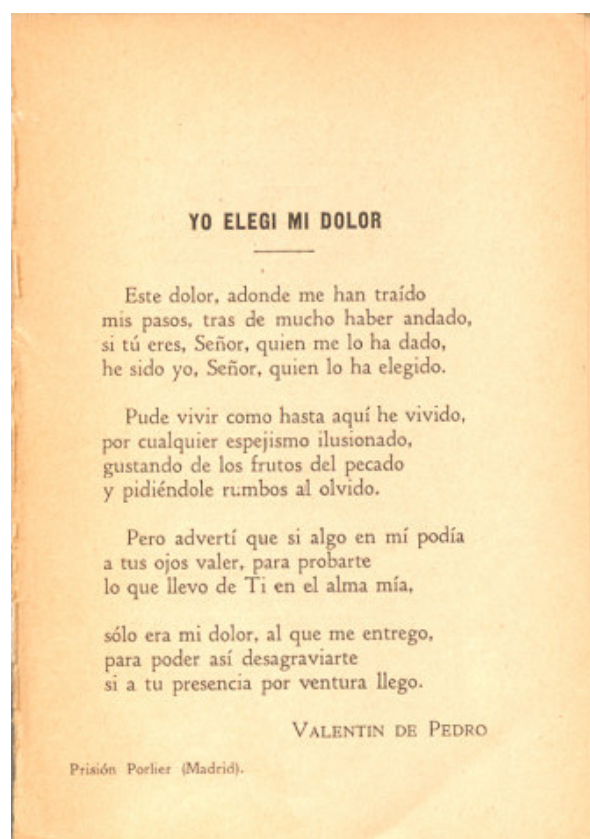 YO ELEGI MI DOLOR
Este dolor, adonde me han traído
mis pasos, tras de mucho haber andado,
si tú eres, Señor, quien me lo ha dado,
he sido yo, Señor, quien lo ha elegido.
Pude vivir como hasta aquí he vivido,
por cualquier espejismo ilusionado,
gustando de los frutos del pecado
y pidiéndole rumbos al olvido.
Pero advertí que si algo en mí podía
a tus ojos valer, para probarte
lo que llevo de Ti en el alma mía,
sólo era mi dolor, al que me entrego,
para poder así desagraviarte
si a tu presencia por ventura llego.
VALENTIN DE PEDRO
Prisión Porlier (Madrid).